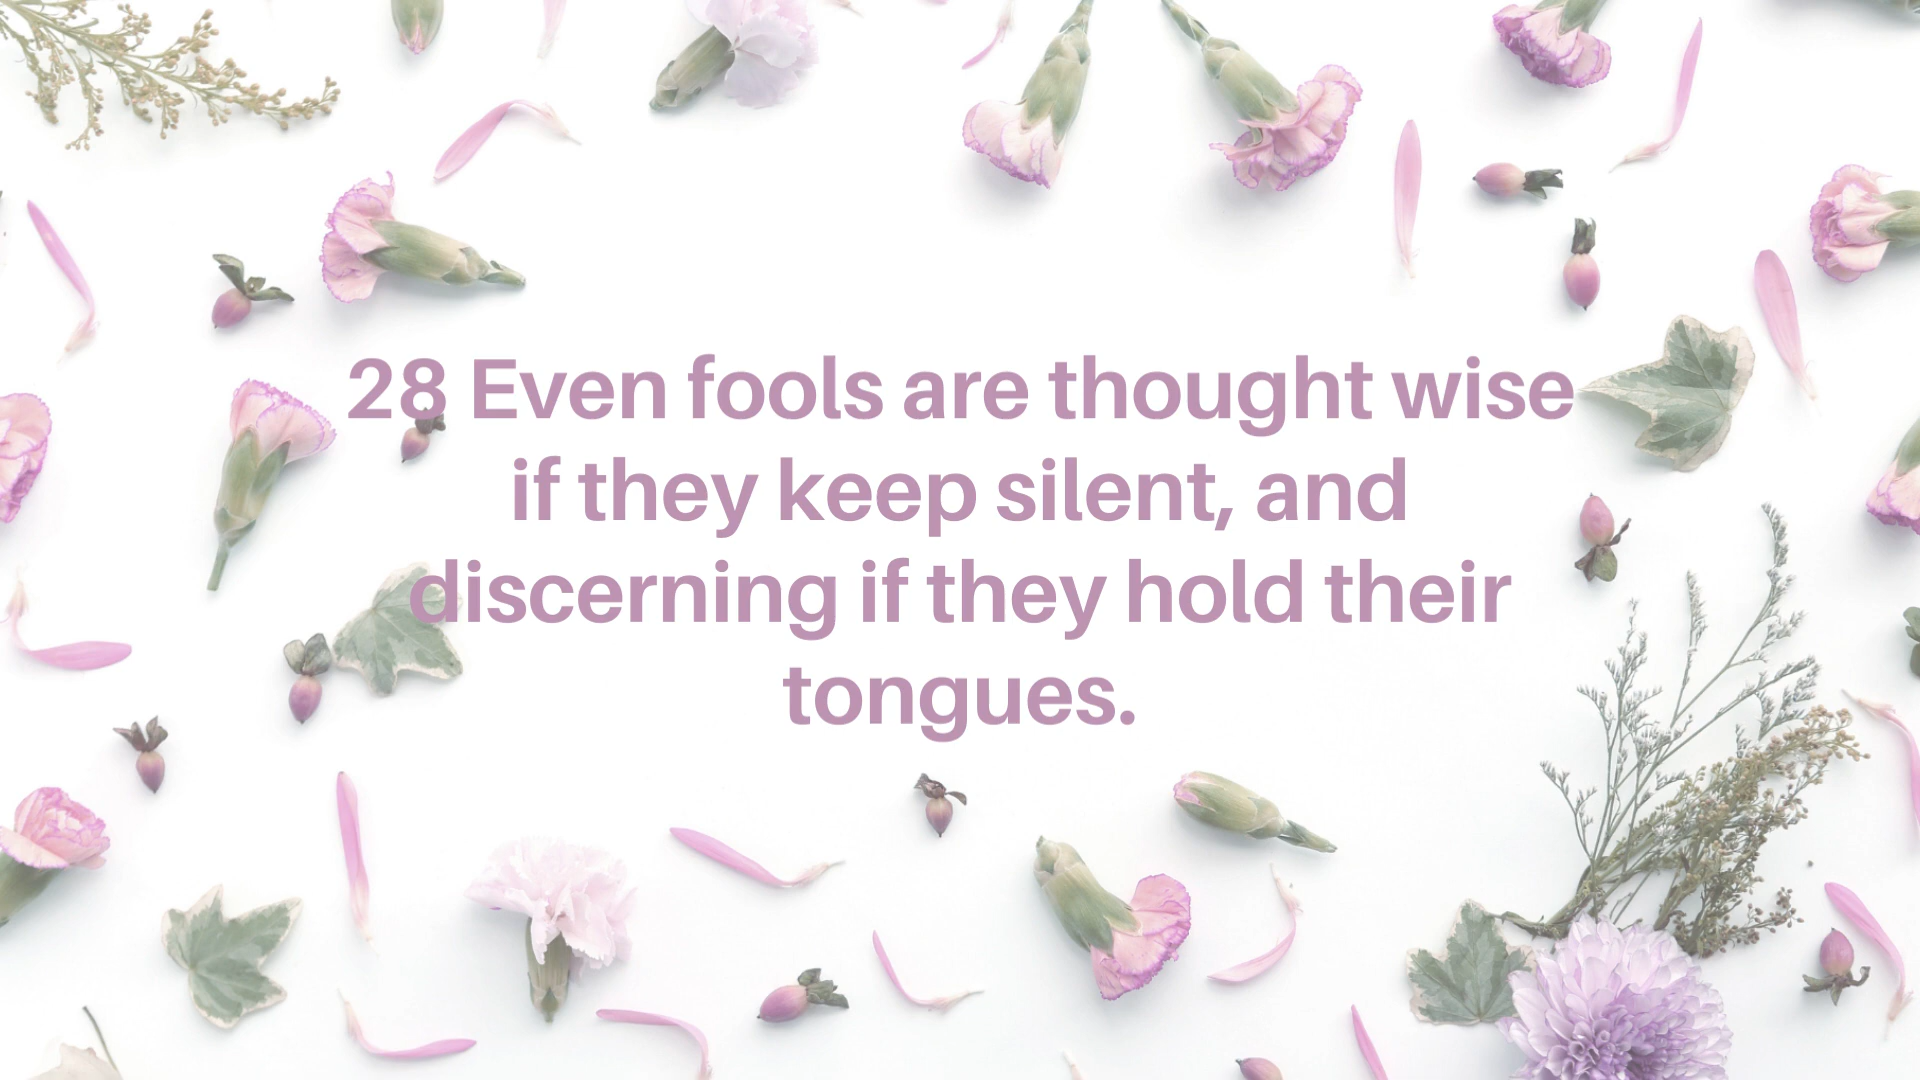 28 Even fools are thought wise
if they keep silent, and
discerning if they hold their
tongues.